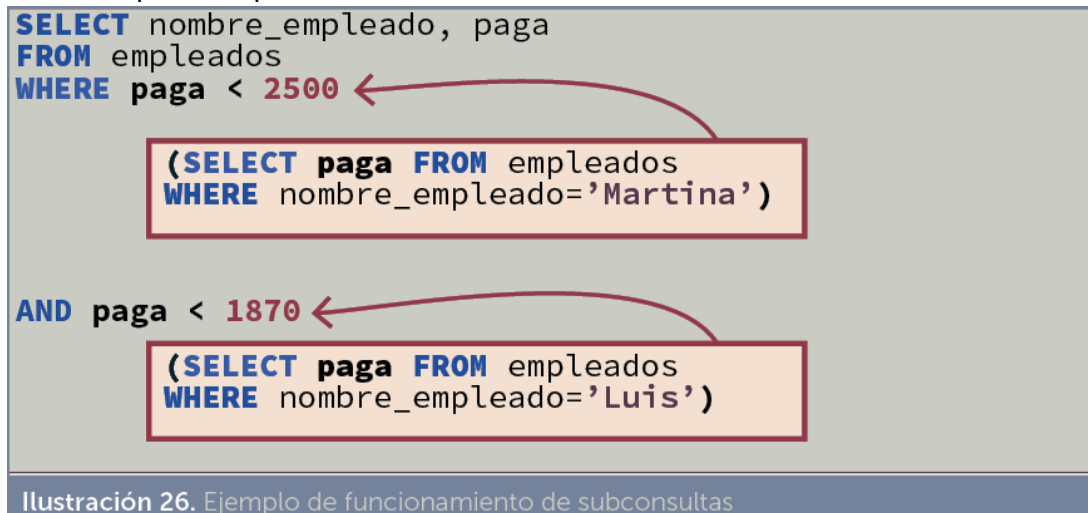 SELECT nombre_empleado, paga
FROM empleados
WHERE paga < 2500
(SELECT paga FROM empleados
WHERE nombre_empleado=’Martina’)
AND paga < 1870
(SELECT paga FROM empleados
WHERE nombre_empleado=’Luis’)
Ilustración 26. Ejemplo de funcionamiento de subconsultas